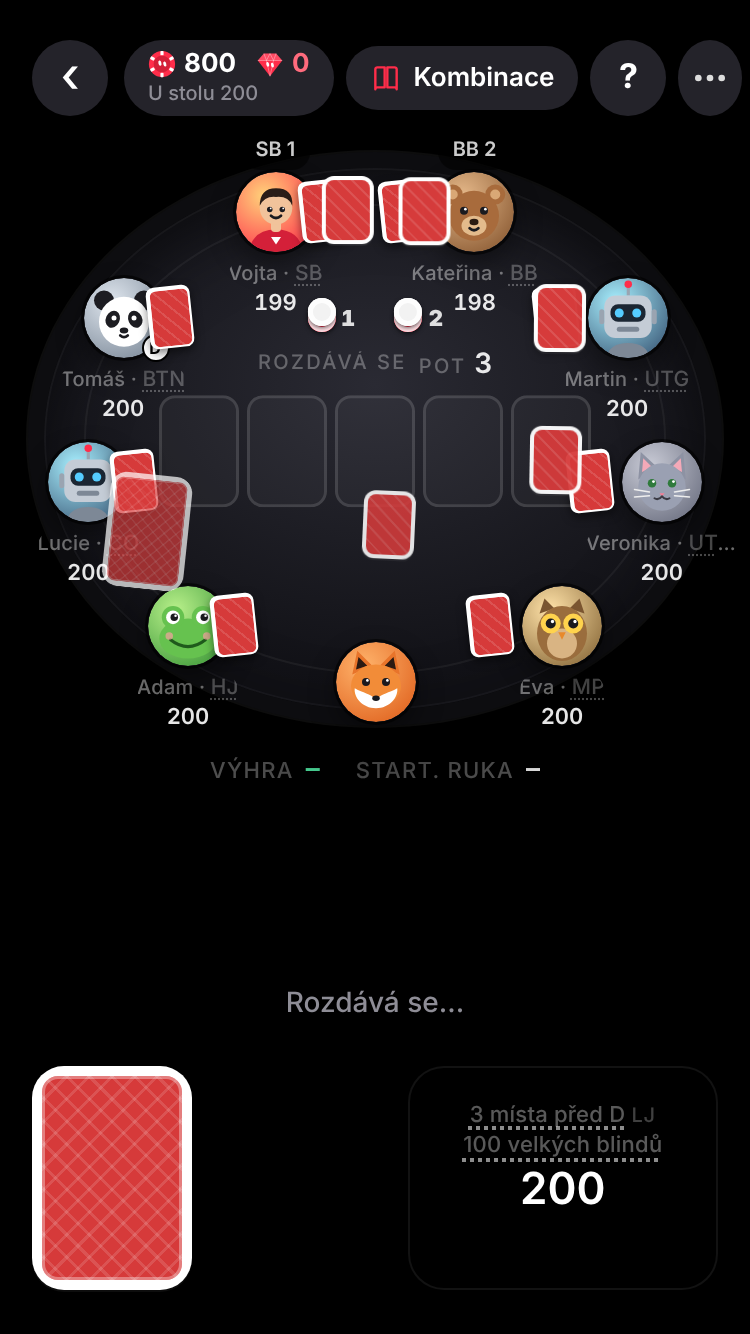 800 0
U stolu 200
Kombinace
?
SB 1
BB 2
Vojta · SB
Kateřina · BB
199
1
2
198
Tomáš · BTN
200
ROZDÁVÁ SE POT 3
Martin · UTG
200
Lucie · CO
200
Veronika · UT...
200
Adam · HJ
200
Eva · MP
200
VÝHRA –
START. RUKA –
Rozdává se...
3 místa před D LJ
100 velkých blindů
200